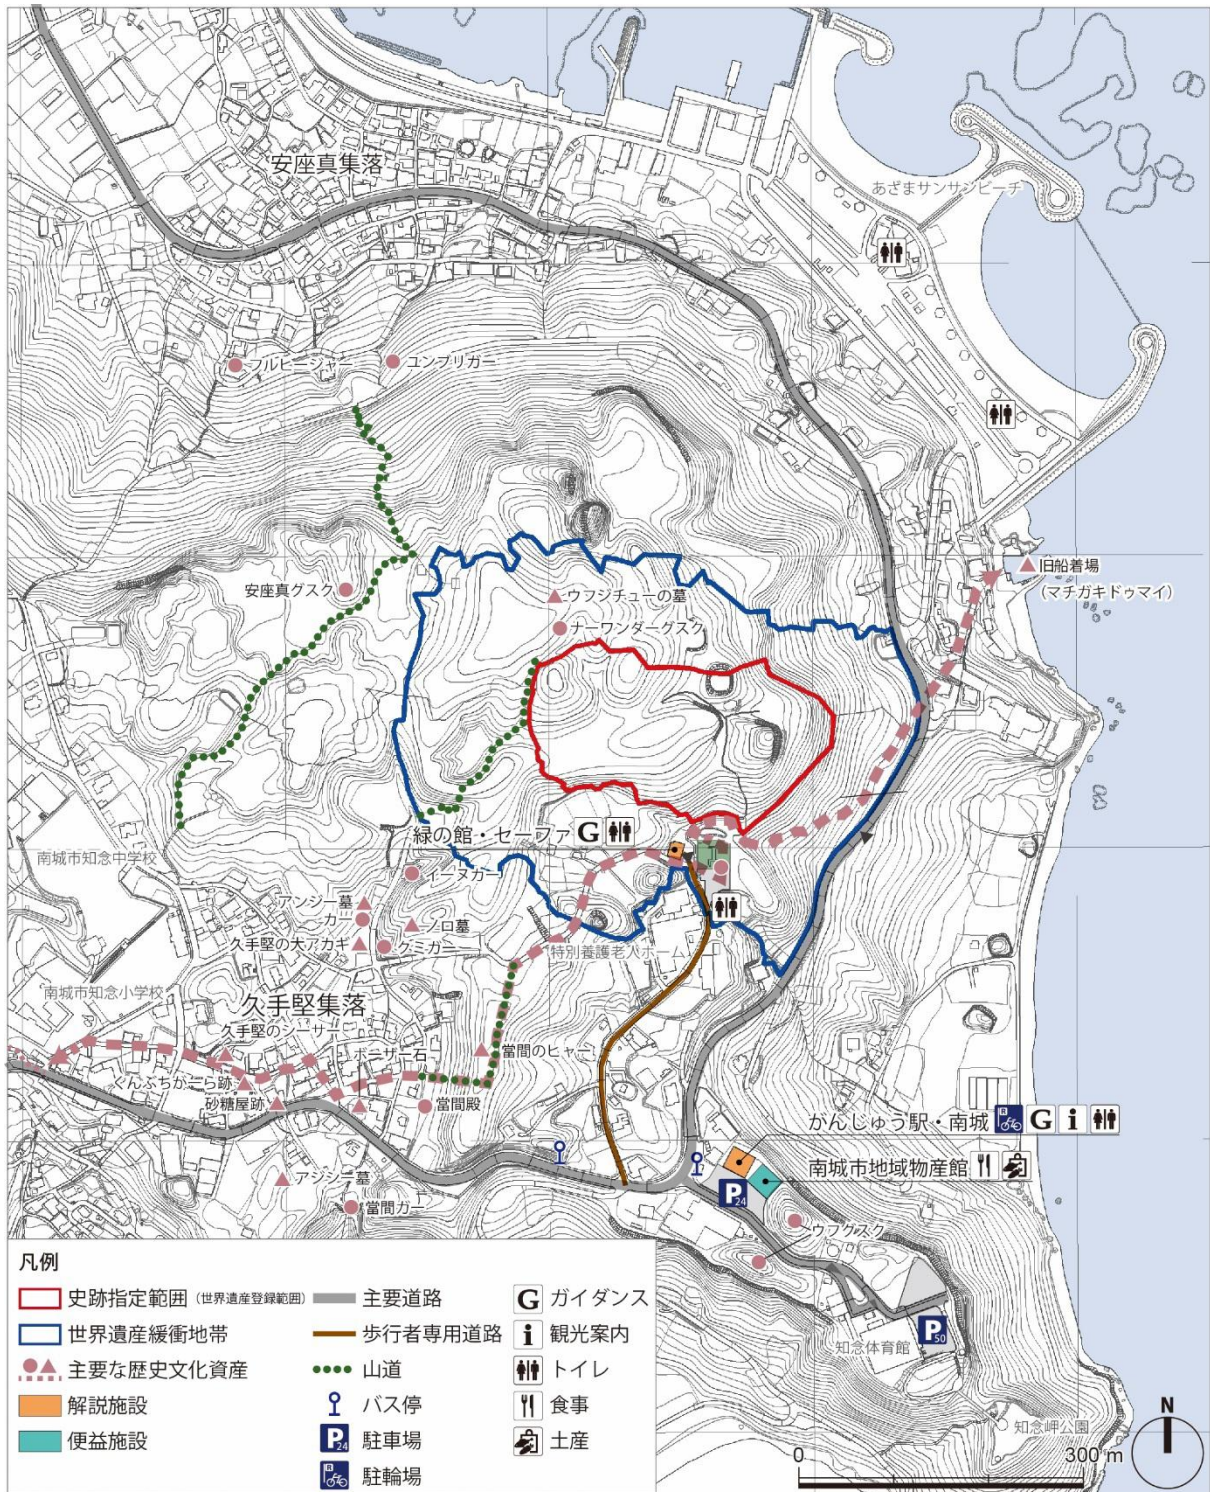 安座真集落
あざまサンサンビーチ
フルヒージャー
ユンブリガー
旧船着場
(マチガキドゥマイ)
安座真グスク
ウフジチューの墓
ナーワンダーグスク
緑の館・セーファ G
南城市知念中学校
イーヌカー
アンジー墓
カー
ノロ墓
久手堅の大アカギ
グミガー
特別養護老人ホーム
南城市知念小学校
久手堅集落
久手堅のシーサー
ボーザー石
當間のヒャー
くんぶちがーら跡
砂糖屋跡
當間殿
がんじゅう駅・南城 R G i
南城市地域物産館
P24
アジシー墓
當間ガー
ウフグスク
P50
知念体育館
知念岬公園
凡例
史跡指定範囲(世界遺産登録範囲)
世界遺産緩衝地帯
主要な歴史文化資産
解説施設
便益施設
主要道路
歩行者専用道路
山道
バス停
P24 駐車場
R 駐輪場
G ガイダンス
i 観光案内
トイレ
食事
土産
N
0 300 m